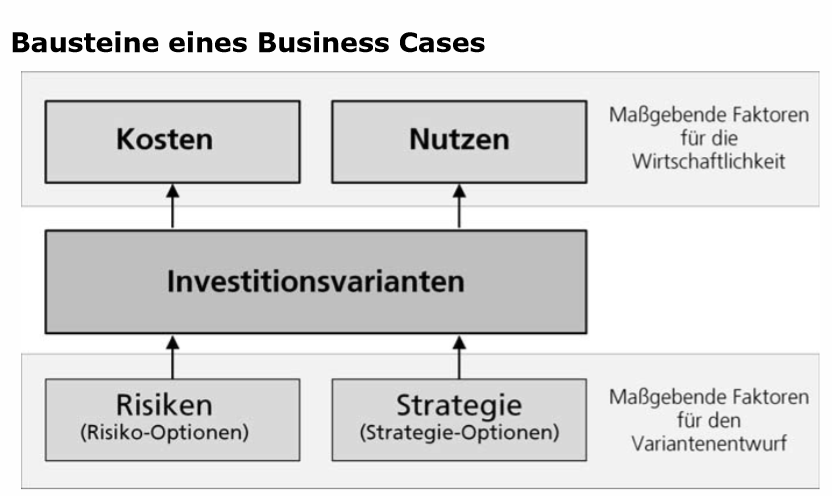 Bausteine eines Business Cases
Kosten
Nutzen
Maßgebende Faktoren
für die
Wirtschaftlichkeit
Investitionsvarianten
Risiken
(Risiko-Optionen)
Strategie
(Strategie-Optionen)
Maßgebende Faktoren
für den
Variantenentwurf